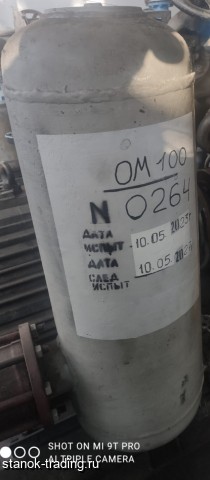 ОМ 100
N 0264
ДАТА
ИСПЫТ 10.05.2023
ДАТА
СЛЕД 10.05.
ИСПЫТ
SHOT ON MI 9T PRO
AI TRIPLE CAMERA
stanok-trading.ru